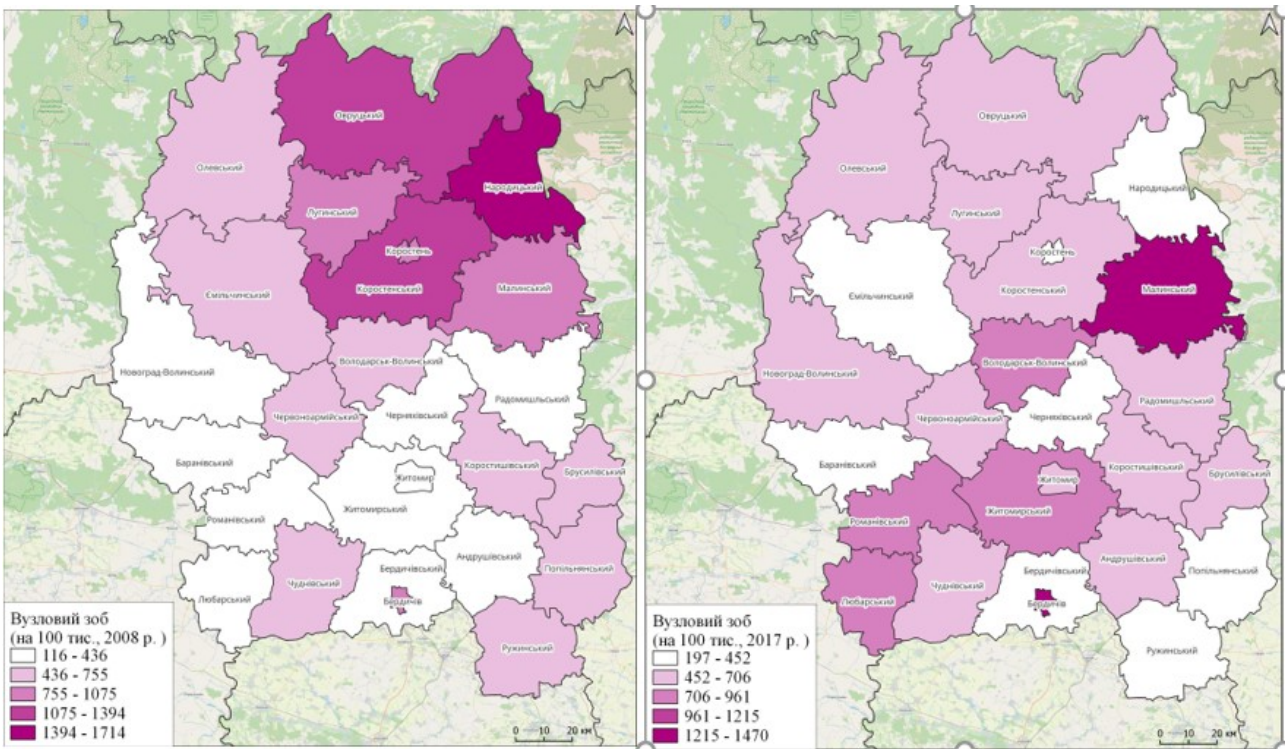 Овруцький
Олевський
Народицький
Лугинський
Коростень
Коростенський
Малинський
Ємільчинський
Володарськ-Волинський
Новоград-Волинський
Радомишльський
Червоноармійський
Черняхівський
Баранівський
Коростишівський
Брусилівський
Житомир
Романівський
Житомирський
Андрушівський
Бердичівський
Попільнянський
Чуднівський
Любарський
Бердичів
Ружинський
Вузловий зоб
(на 100 тис., 2008 р. )
116 - 436
436 - 755
755 - 1075
1075 - 1394
1394 - 1714
0 10 20 км
Овруцький
Олевський
Народицький
Лугинський
Коростень
Коростенський
Малинський
Ємільчинський
Володарськ-Волинський
Новоград-Волинський
Радомишльський
Червоноармійський
Черняхівський
Баранівський
Коростишівський
Брусилівський
Житомир
Романівський
Житомирський
Андрушівський
Бердичівський
Попільнянський
Чуднівський
Любарський
Бердичів
Ружинський
Вузловий зоб
(на 100 тис., 2017 р. )
197 - 452
452 - 706
706 - 961
961 - 1215
1215 - 1470
0 10 20 км